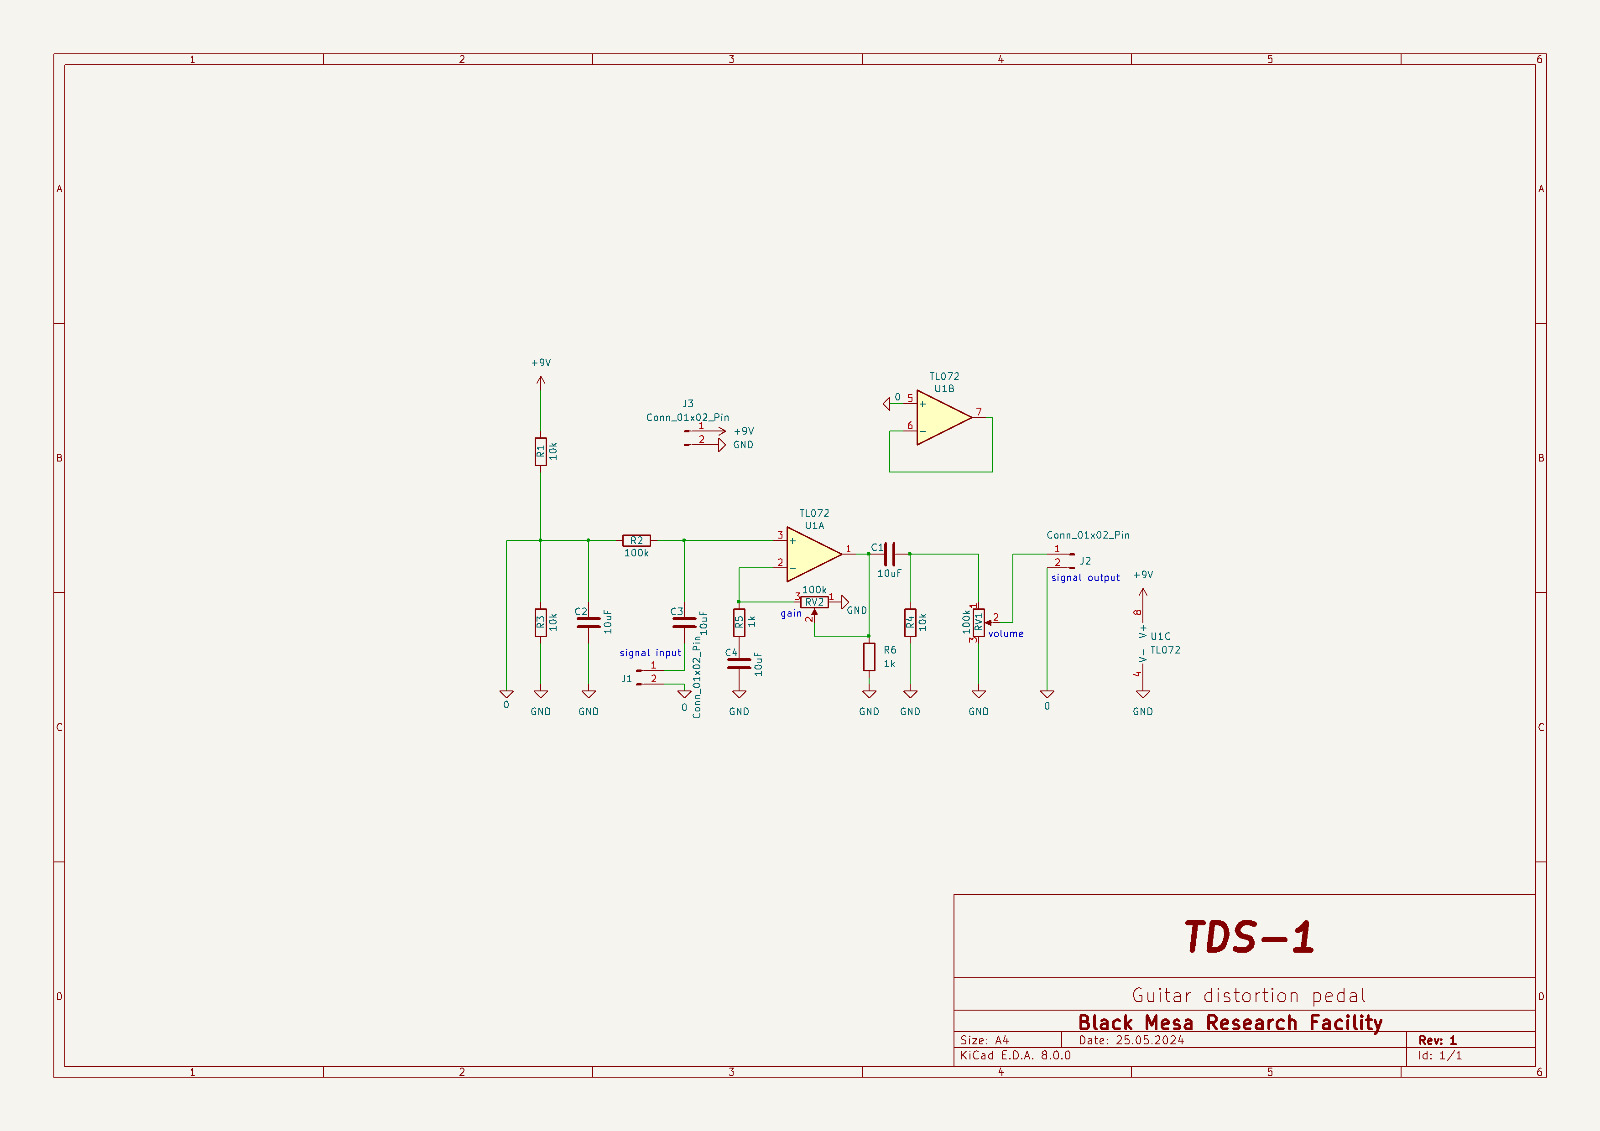 1 2 3 4 5 6
A A
+9V
TL072
U1B
J3
Conn_01x02_Pin
1 +9V
2 GND
0 5 +
6 −
7
R1 10k
B B
TL072
U1A
3 +
2 −
1
R2
100k
C1
10uF
Conn_01x02_Pin
1
2
J2
signal output
+9V
100k
3 RV2 1
2
gain
GND
R3 10k
C2 10uF
C3 10uF
R5 1k
R4 10k
100k RV1
1
2
3
volume
8
V+
U1C
TL072
V−
4
signal input
1
2
J1
Conn_01x02_Pin
C4 10uF
R6
1k
0 GND GND 0 GND GND GND GND 0 GND
C C
TDS-1
D D
Guitar distortion pedal
Black Mesa Research Facility
Size: A4 Date: 25.05.2024 Rev: 1
KiCad E.D.A. 8.0.0 Id: 1/1
1 2 3 4 5 6